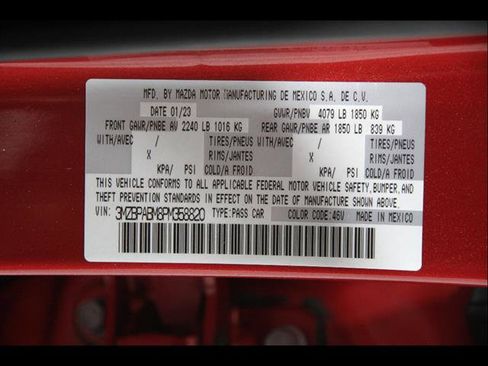 MFD. BY MAZDA MOTOR MANUFACTURING DE MEXICO S.A. DE C.V.
DATE 01/23 GVWR/PNBV 4079 LB 1850 KG
FRONT GAWR/PNBE AV 2240 LB 1016 KG REAR GAWR/PNBE AR 1850 LB 839 KG
WITH/AVEC / TIRES/PNEUS WITH/AVEC / TIRES/PNEUS
X RIMS/JANTES X RIMS/JANTES
KPA/ PSI COLD/A FROID KPA/ PSI COLD/A FROID
THIS VEHICLE CONFORMS TO ALL APPLICABLE FEDERAL MOTOR VEHICLE SAFETY, BUMPER, AND
THEFT PREVENTION STANDARDS IN EFFECT ON THE DATE OF MANUFACTURE SHOWN ABOVE.
VIN: 3MZBPABM8PM358820 TYPE: PASS CAR COLOR CODE: 46V MADE IN MEXICO